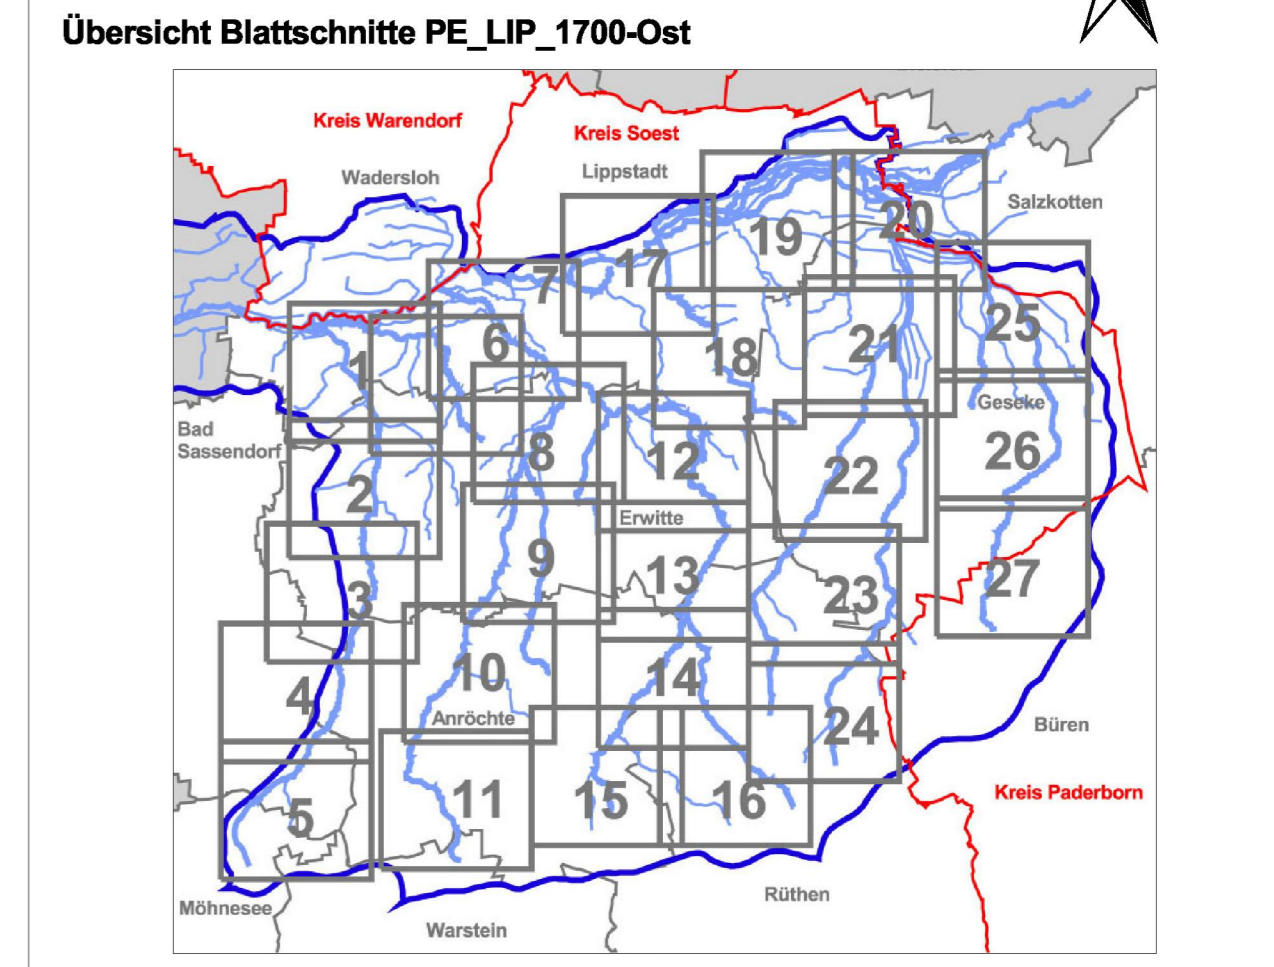 Übersicht Blattschnitte PE_LIP_1700-Ost
Kreis Warendorf
Kreis Soest
Lippstadt
Wadersloh
Salzkotten
20
19
17
7
25
6
21
18
1
Geseke
Bad
Sassendorf
26
8
12
22
2
Erwitte
9
13
27
23
3
10
14
4
Anröchte
24
Büren
Kreis Paderborn
11
15
16
5
Rüthen
Möhnesee
Warstein